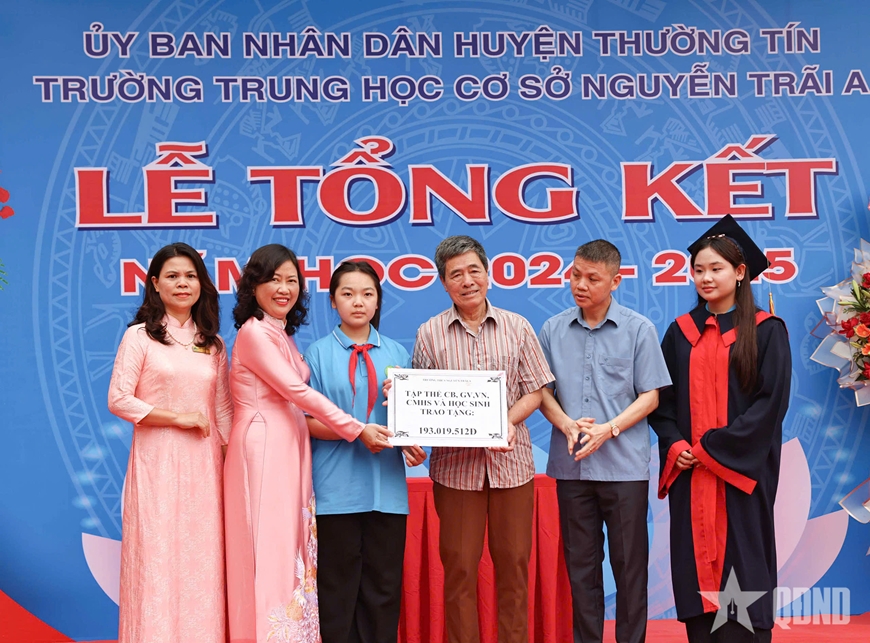 ỦY BAN NHÂN DÂN HUYỆN THƯỜNG TÍN
TRƯỜNG TRUNG HỌC CƠ SỞ NGUYỄN TRÃI A
LỄ TỔNG KẾT
NĂM HỌC 2024 - 2025
TẬP THỂ CB, GV,VN,
CMHS VÀ HỌC SINH
TRAO TẶNG:
193.019.512Đ
QĐND